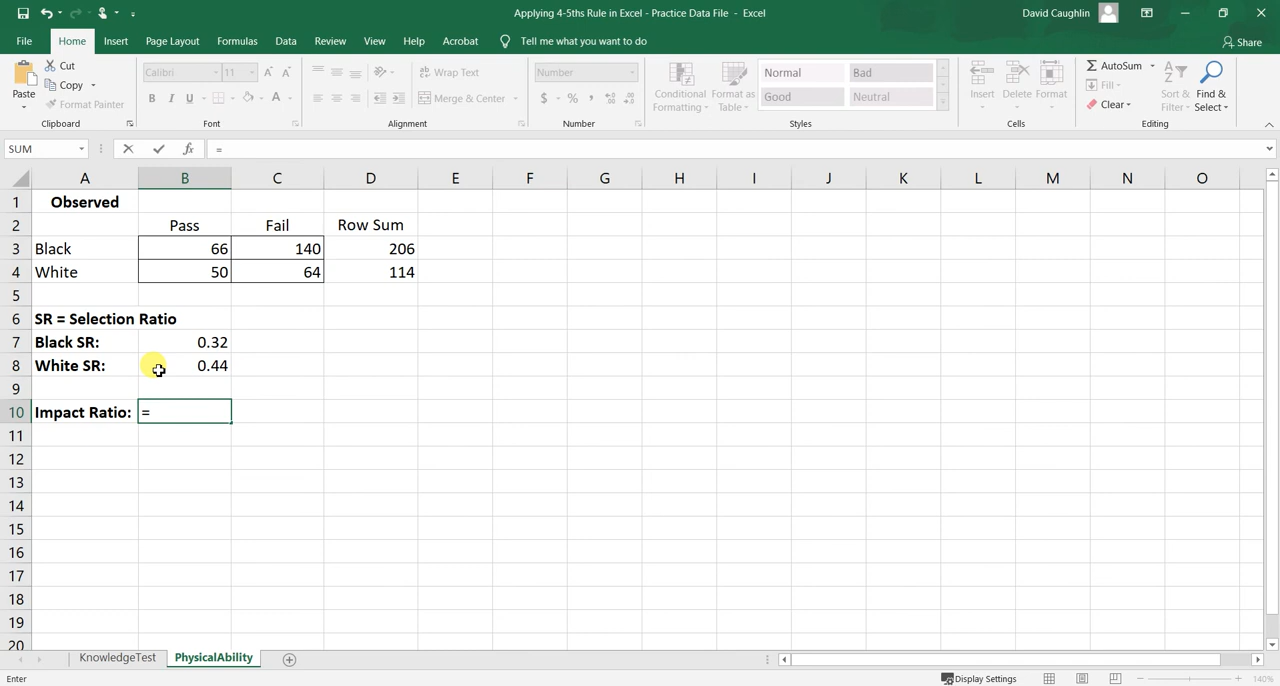 Applying 4-5ths Rule in Excel - Practice Data File - Excel
David Caughlin
File Home Insert Page Layout Formulas Data Review View Help Acrobat Tell me what you want to do Share
Paste
Cut
Copy
Format Painter
Clipboard
Calibri 11 A A
B I U A
Font
Wrap Text
Merge & Center
Alignment
Number
$ % ,
Number
Conditional Formatting
Format as Table
Normal Bad
Good Neutral
Styles
Insert Delete Format
Cells
AutoSum
Fill
Clear
Sort & Filter
Find & Select
Editing
SUM fx =
A B C D E F G H I J K L M N O
1 Observed
2 Pass Fail Row Sum
3 Black 66 140 206
4 White 50 64 114
5
6 SR = Selection Ratio
7 Black SR: 0.32
8 White SR: 0.44
9
10 Impact Ratio: =
11
12
13
14
15
16
17
18
19
20
KnowledgeTest PhysicalAbility
Enter Display Settings 140%